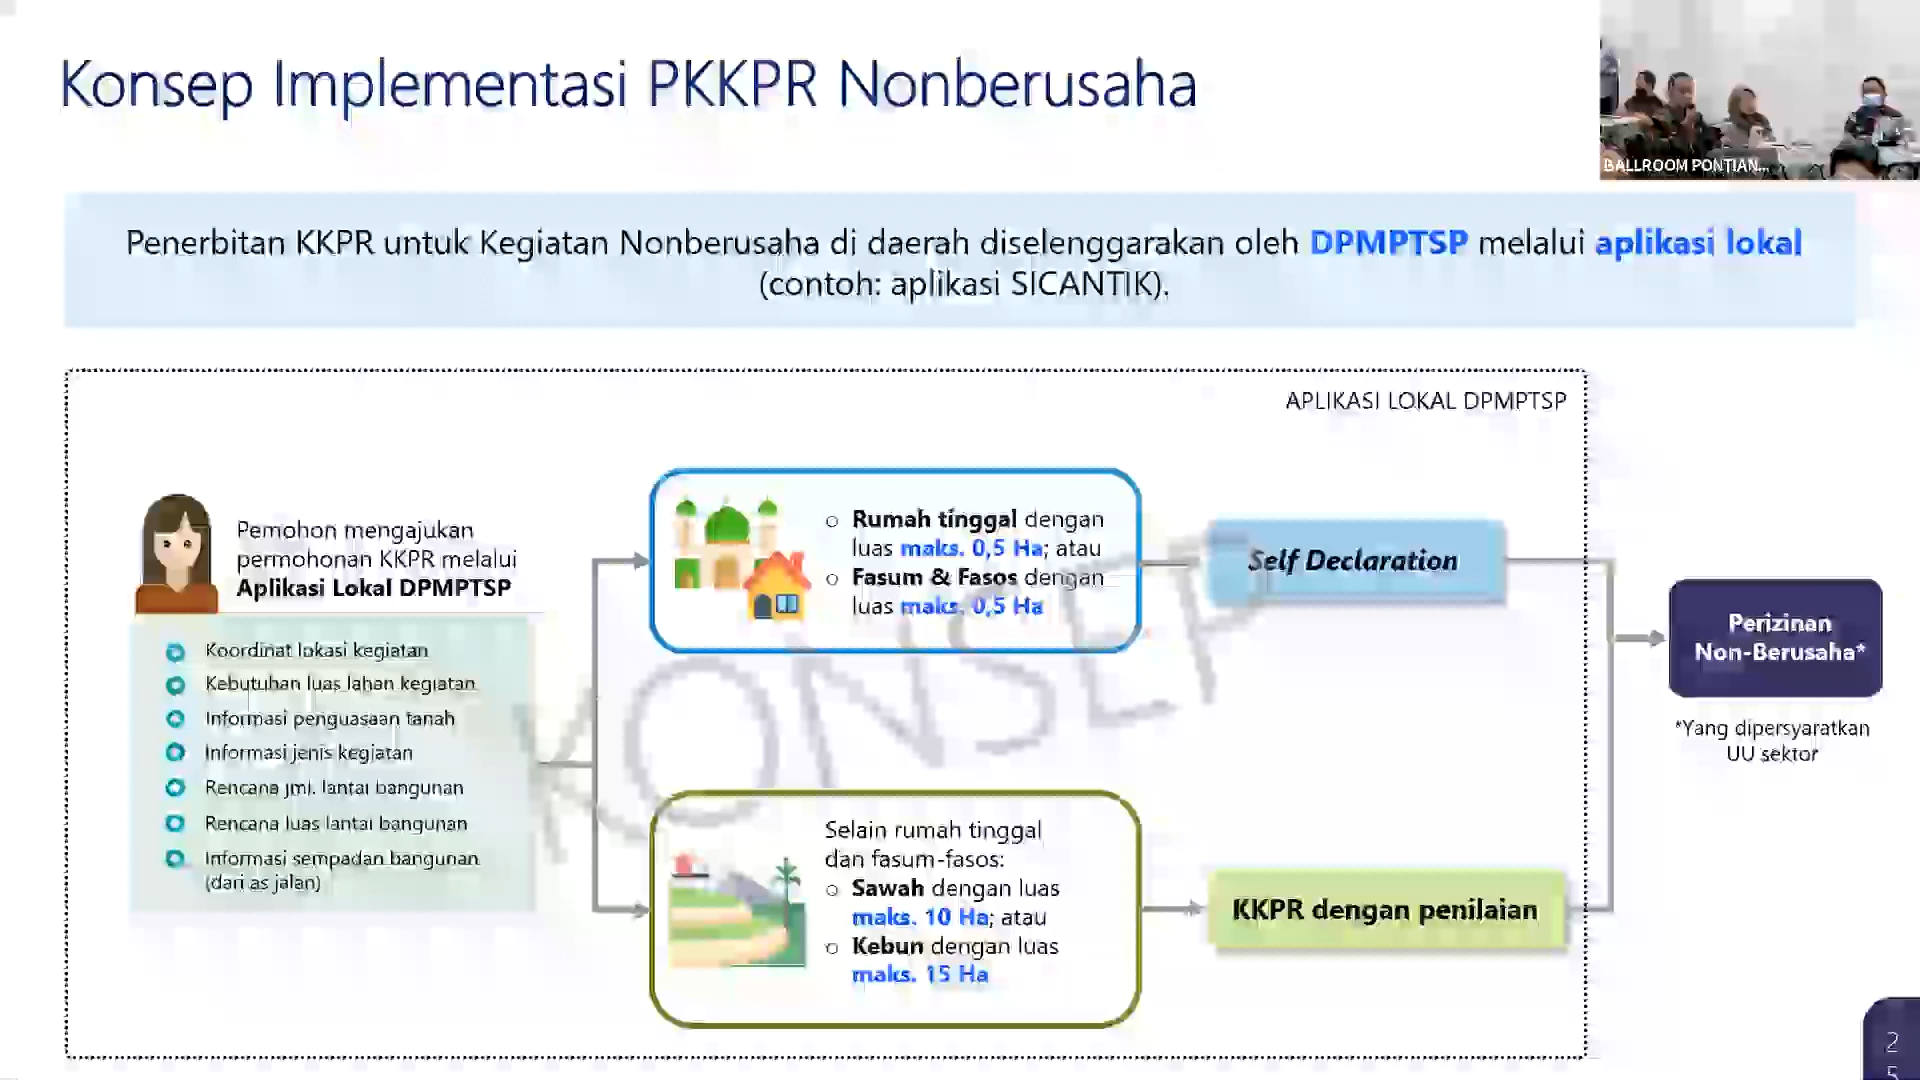 Konsep Implementasi PKKPR Nonberusaha
BALLROOM PONTIAN...
Penerbitan KKPR untuk Kegiatan Nonberusaha di daerah diselenggarakan oleh DPMPTSP melalui aplikasi lokal
(contoh: aplikasi SICANTIK).
APLIKASI LOKAL DPMPTSP
Pemohon mengajukan
permohonan KKPR melalui
Aplikasi Lokal DPMPTSP
Koordinat lokasi kegiatan
Kebutuhan luas lahan kegiatan
Informasi penguasaan tanah
Informasi jenis kegiatan
Rencana jml. lantai bangunan
Rencana luas lantai bangunan
Informasi sempadan bangunan
(dari as jalan)
Rumah tinggal dengan
luas maks. 0,5 Ha; atau
Fasum & Fasos dengan
luas maks. 0,5 Ha
Self Declaration
Selain rumah tinggal
dan fasum-fasos:
Sawah dengan luas
maks. 10 Ha; atau
Kebun dengan luas
maks. 15 Ha
KKPR dengan penilaian
Perizinan
Non-Berusaha*
*Yang dipersyaratkan
UU sektor
KONSEP
2
5